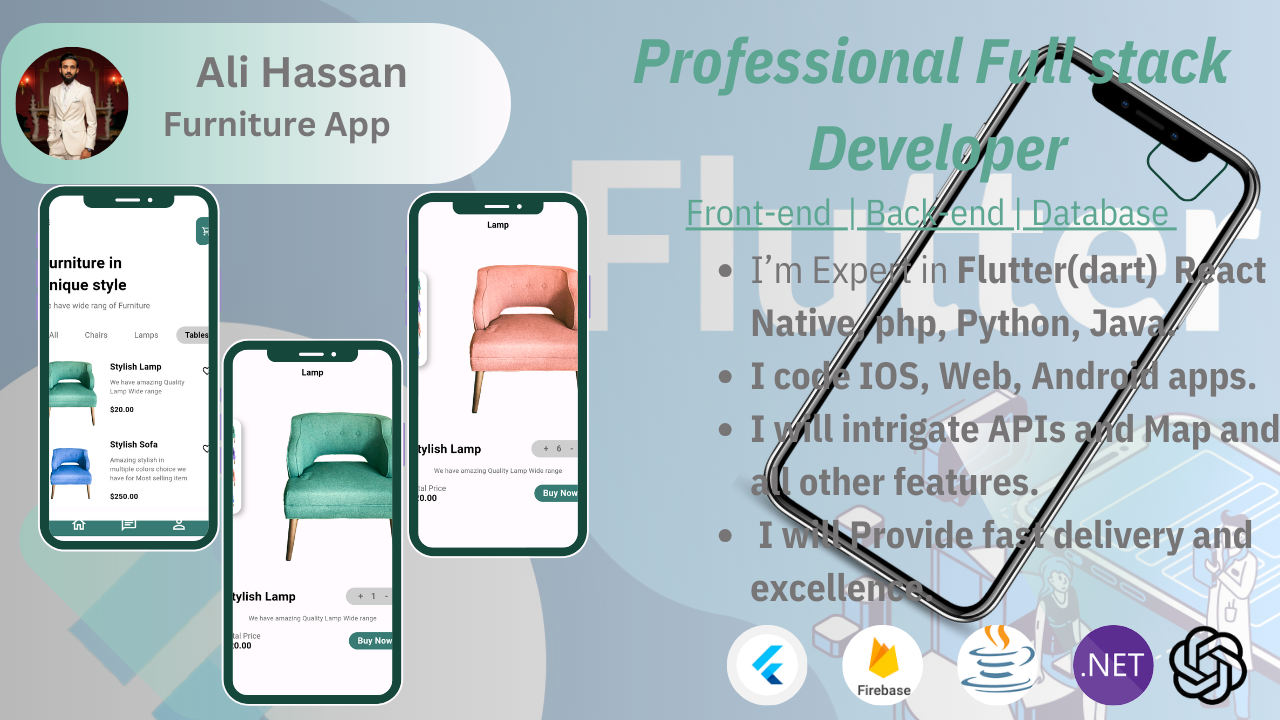 Ali Hassan
Furniture App
Professional Full stack
Developer
Front-end | Back-end | Database
Flutter
• I’m Expert in Flutter(dart) React
Native, php, Python, Java.
• I code IOS, Web, Android apps.
• I will intrigate APIs and Map and
all other features.
• I will Provide fast delivery and
excellence.
urniture in
nique style
have wide rang of Furniture
All Chairs Lamps Tables
Stylish Lamp
We have amazing Quality
Lamp Wide range
$20.00
Stylish Sofa
Amazing stylish in
multiple colors choice we
have for Most selling item
$250.00
Lamp
tylish Lamp
+ 1 -
We have amazing Quality Lamp Wide range
tal Price
0.00
Buy Now
Lamp
tylish Lamp
+ 6 -
We have amazing Quality Lamp Wide range
tal Price
0.00
Buy Now
Firebase
.NET